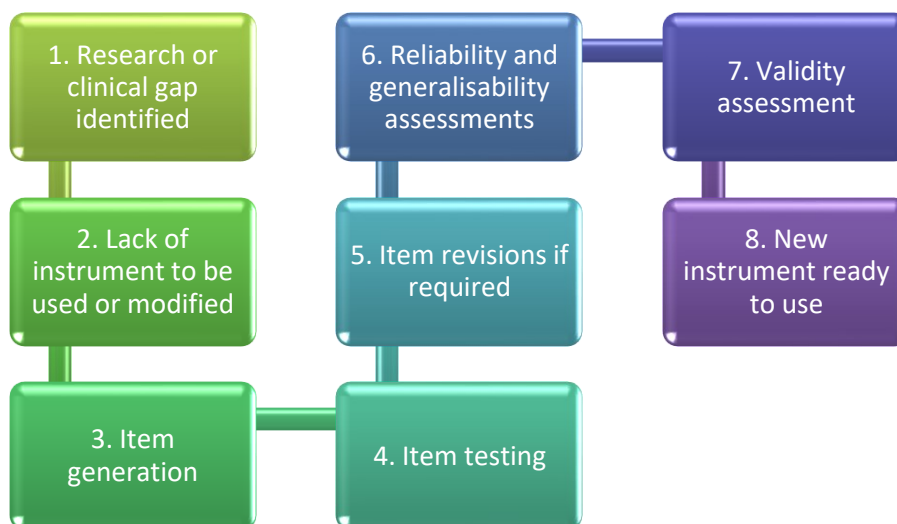 1. Research or
clinical gap
identified
2. Lack of
instrument to be
used or modified
3. Item
generation
4. Item testing
5. Item revisions if
required
6. Reliability and
generalisability
assessments
7. Validity
assessment
8. New
instrument ready
to use